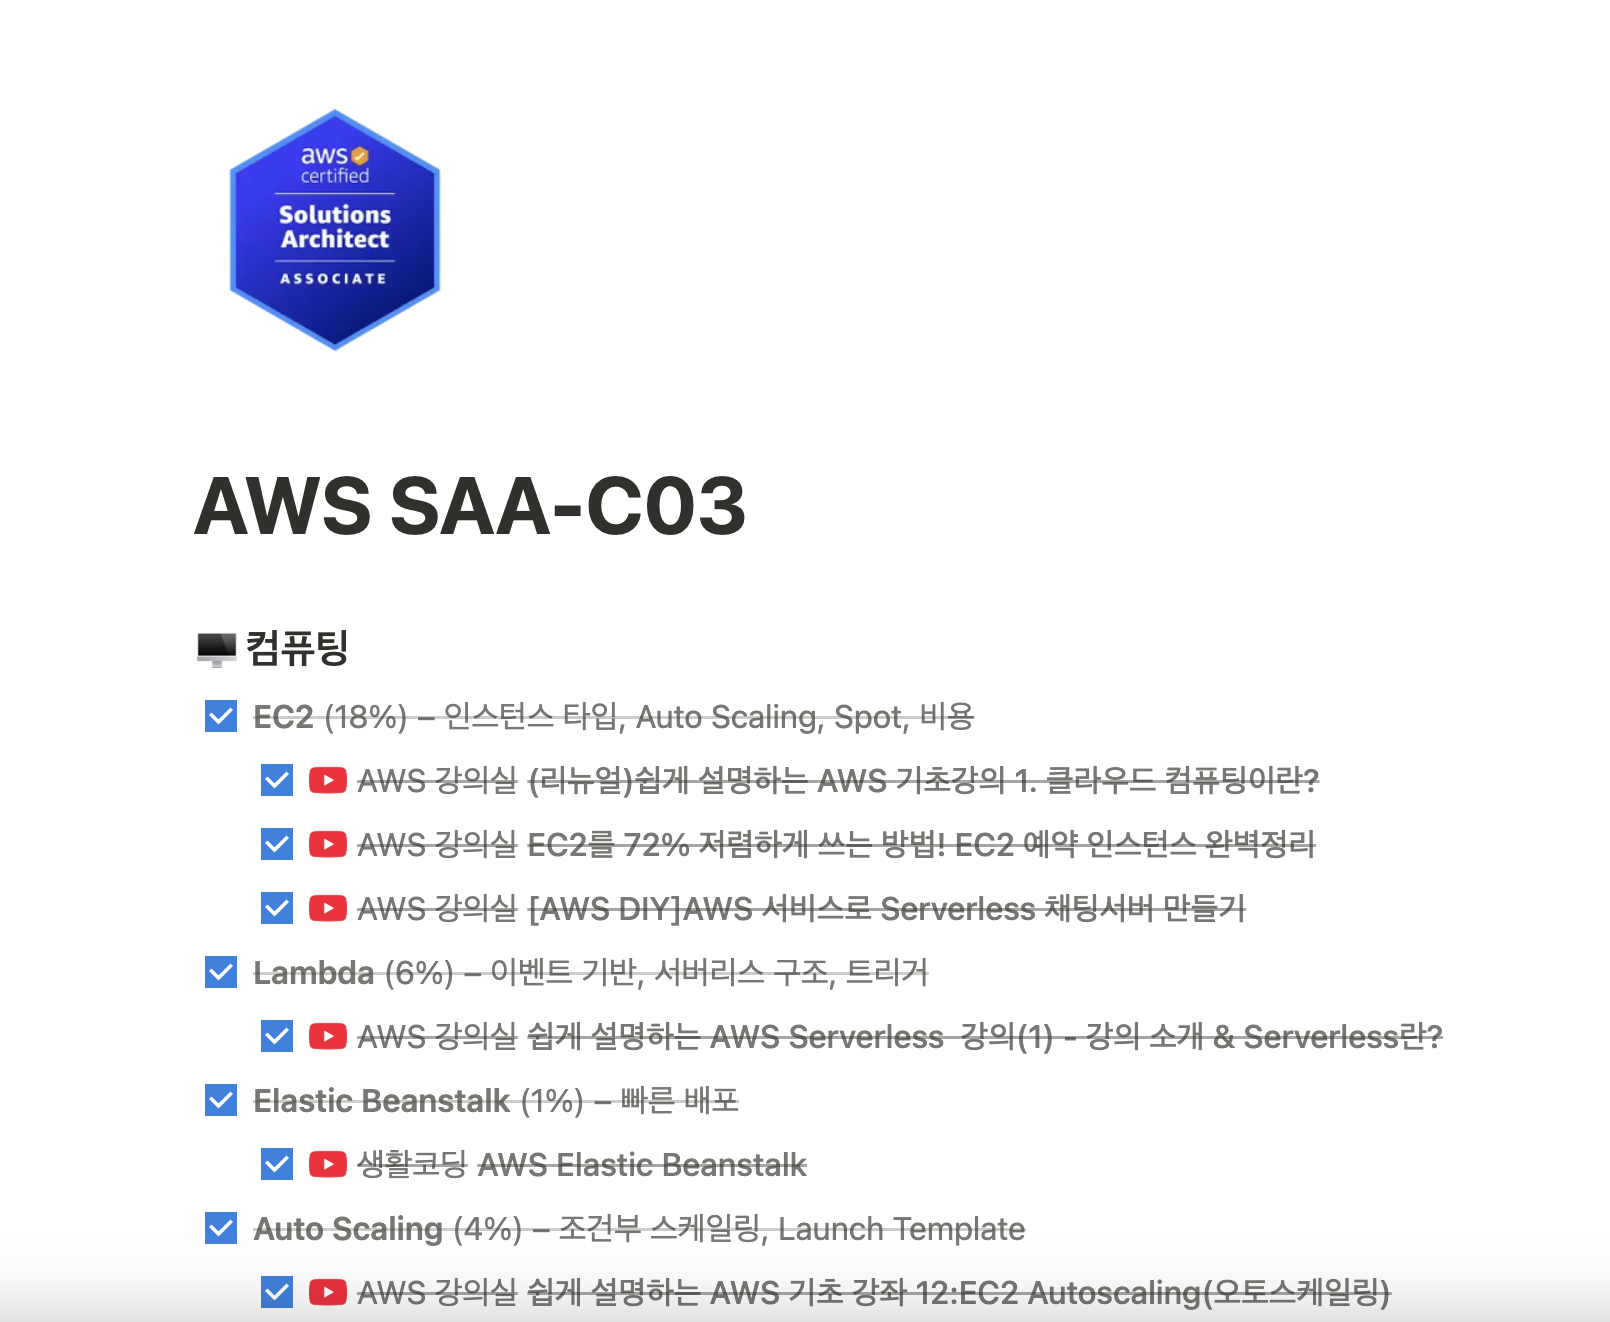 aws
certified
Solutions
Architect
ASSOCIATE
AWS SAA-C03
컴퓨팅
EC2 (18%) – 인스턴스 타입, Auto Scaling, Spot, 비용
AWS 강의실 (리뉴얼)쉽게 설명하는 AWS 기초강의 1. 클라우드 컴퓨팅이란?
AWS 강의실 EC2를 72% 저렴하게 쓰는 방법! EC2 예약 인스턴스 완벽정리
AWS 강의실 [AWS DIY]AWS 서비스로 Serverless 채팅서버 만들기
Lambda (6%) – 이벤트 기반, 서버리스 구조, 트리거
AWS 강의실 쉽게 설명하는 AWS Serverless 강의(1) - 강의 소개 & Serverless란?
Elastic Beanstalk (1%) – 빠른 배포
생활코딩 AWS Elastic Beanstalk
Auto Scaling (4%) – 조건부 스케일링, Launch Template
AWS 강의실 쉽게 설명하는 AWS 기초 강좌 12:EC2 Autoscaling(오토스케일링)